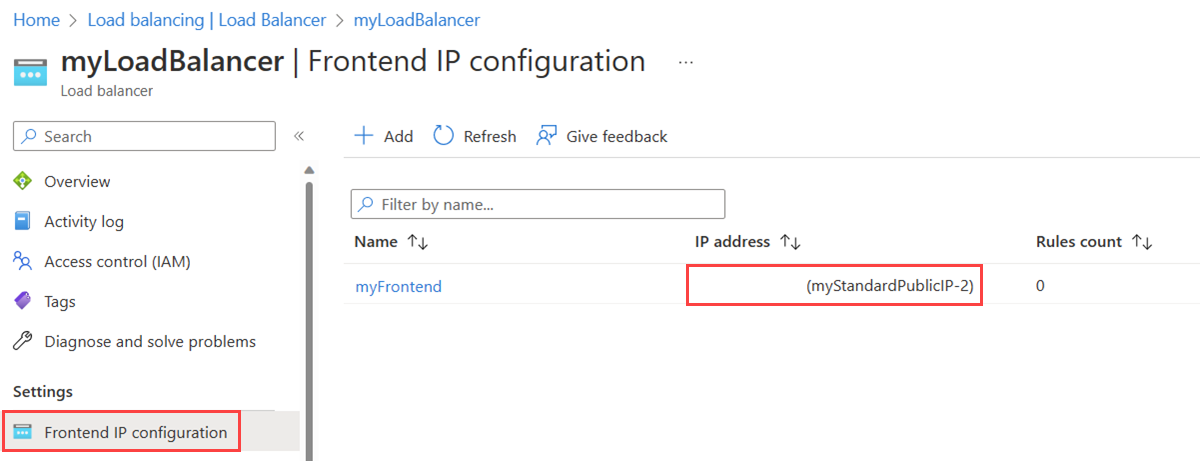 Home > Load balancing | Load Balancer > myLoadBalancer
myLoadBalancer | Frontend IP configuration ...
Load balancer
Search «
Add Refresh Give feedback
Overview
Activity log
Access control (IAM)
Tags
Diagnose and solve problems
Settings
Frontend IP configuration
Filter by name...
Name ↑↓ IP address ↑↓ Rules count ↑↓
myFrontend (myStandardPublicIP-2) 0